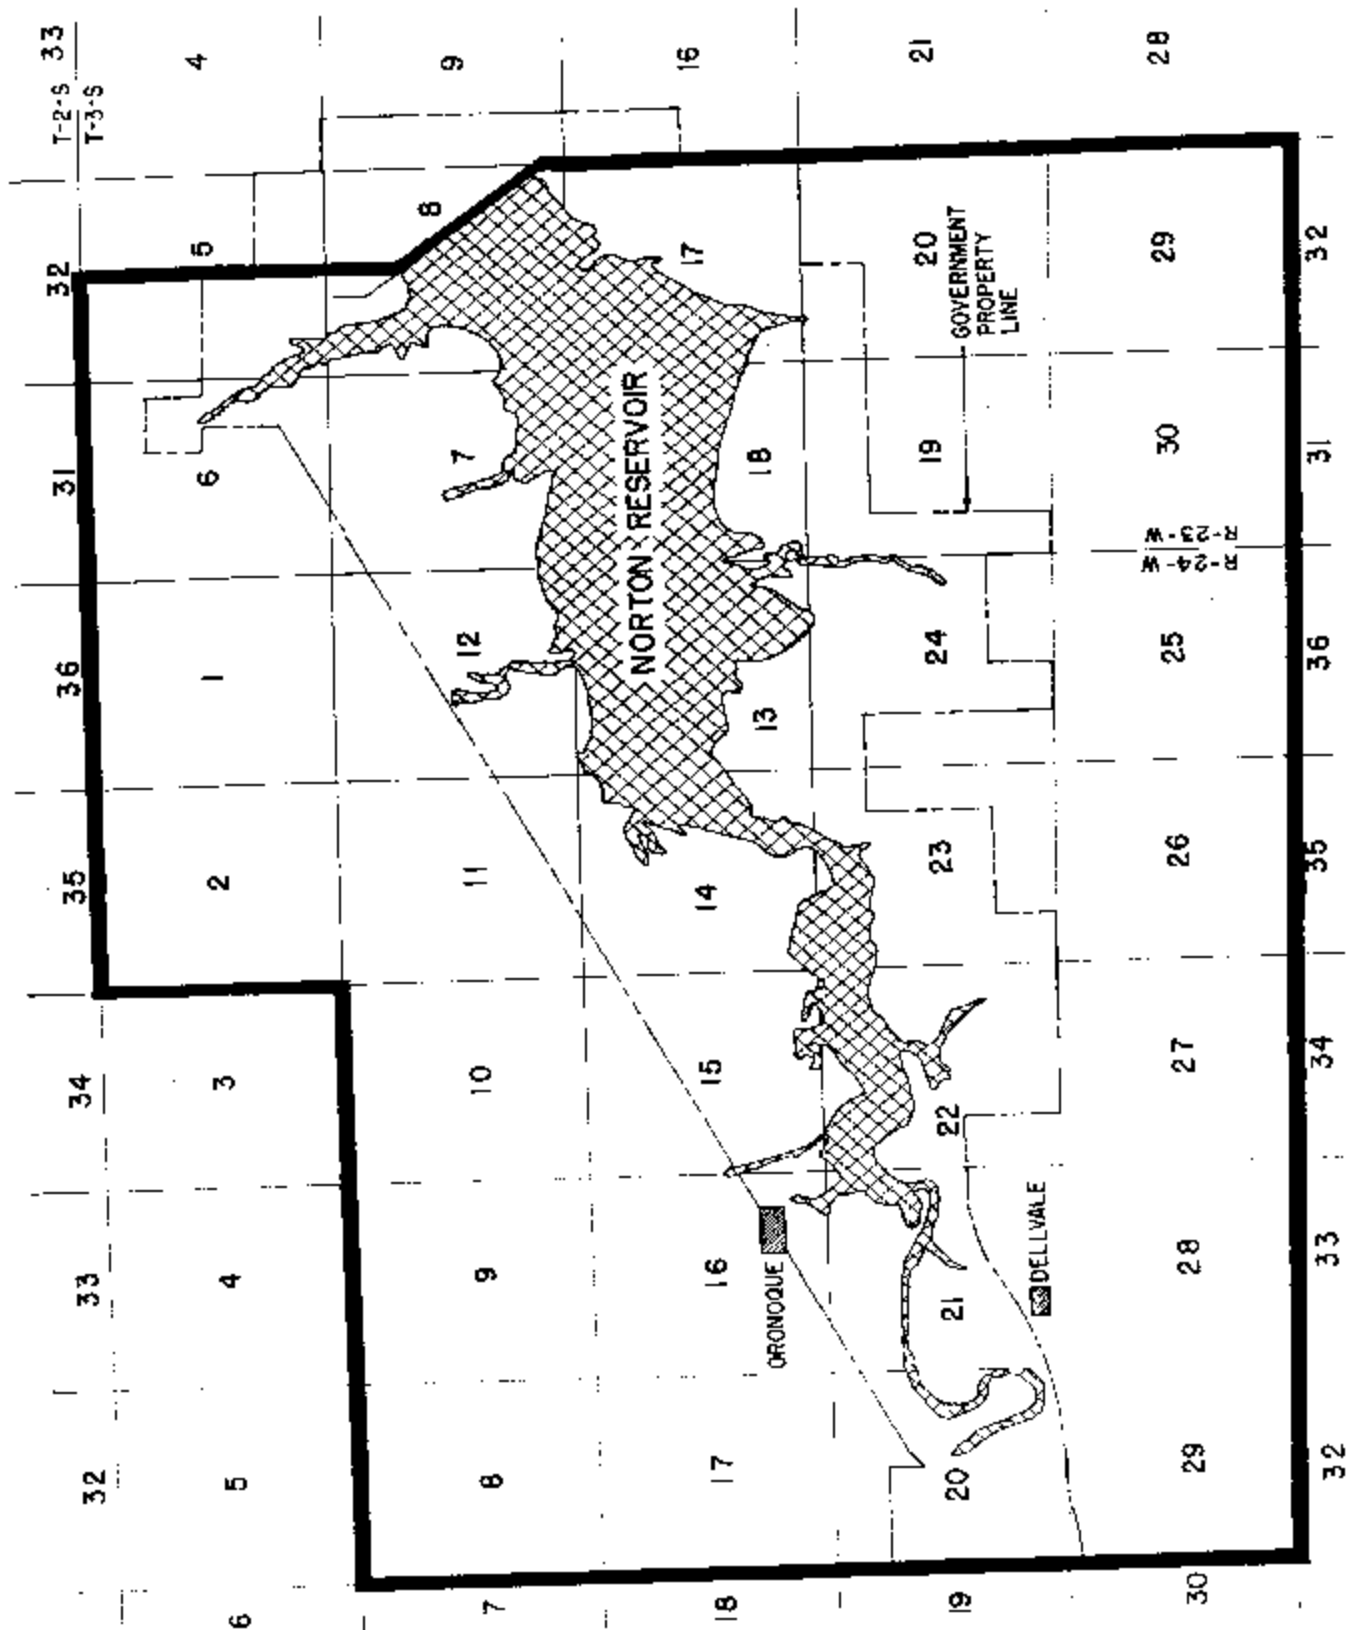 32 33 34 35 36 31 32 T-2-S 33
T-3-S
6 5 4 3 2 1 6 5 4
7 8 9 10 11 12 7 8 9
NORTON RESERVOIR
18 17 16 15 14 13 18 17 16
ORONOQUE
19 20 21 22 23 24 19 20 21
GOVERNMENT
PROPERTY
LINE
DELLVALE
R-24-W
R-23-W
30 29 28 27 26 25 30 29 28
32 33 34 35 36 31 32